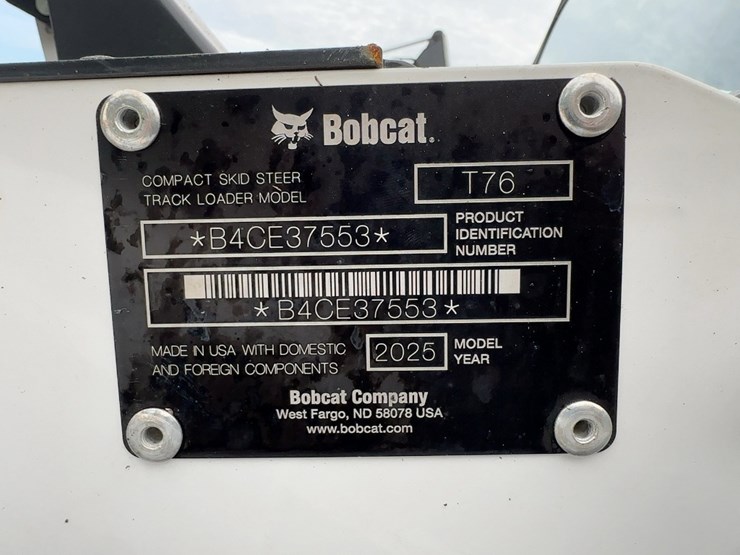 Bobcat.
COMPACT SKID STEER
TRACK LOADER MODEL
T76
*B4CE37553*
PRODUCT
IDENTIFICATION
NUMBER
*B4CE37553*
MADE IN USA WITH DOMESTIC
AND FOREIGN COMPONENTS
2025
MODEL
YEAR
Bobcat Company
West Fargo, ND 58078 USA
www.bobcat.com